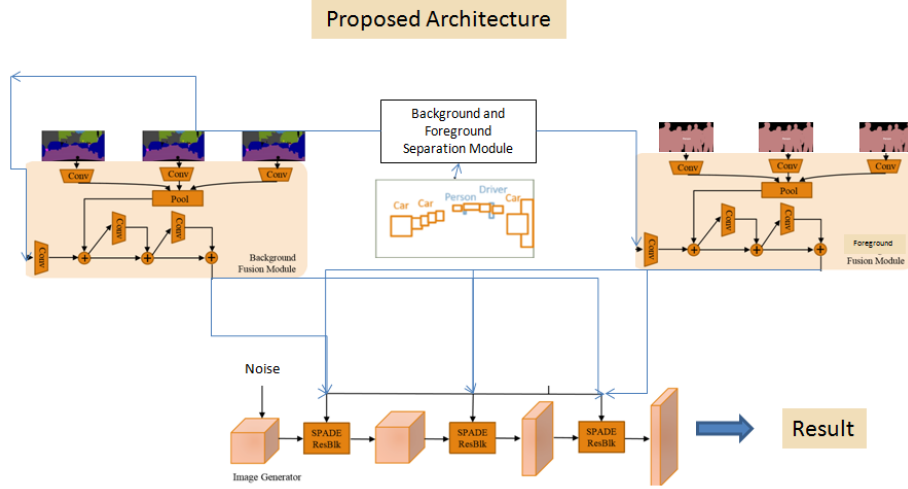 Proposed Architecture
Background and
Foreground
Separation Module
Conv
Conv
Conv
Pool
Conv
Conv
Conv
Background
Fusion Module
Car
Car
Person
Driver
Car
Conv
Conv
Conv
Pool
Conv
Conv
Conv
Foreground
Fusion Module
Noise
SPADE
ResBlk
SPADE
ResBlk
SPADE
ResBlk
Image Generator
Result